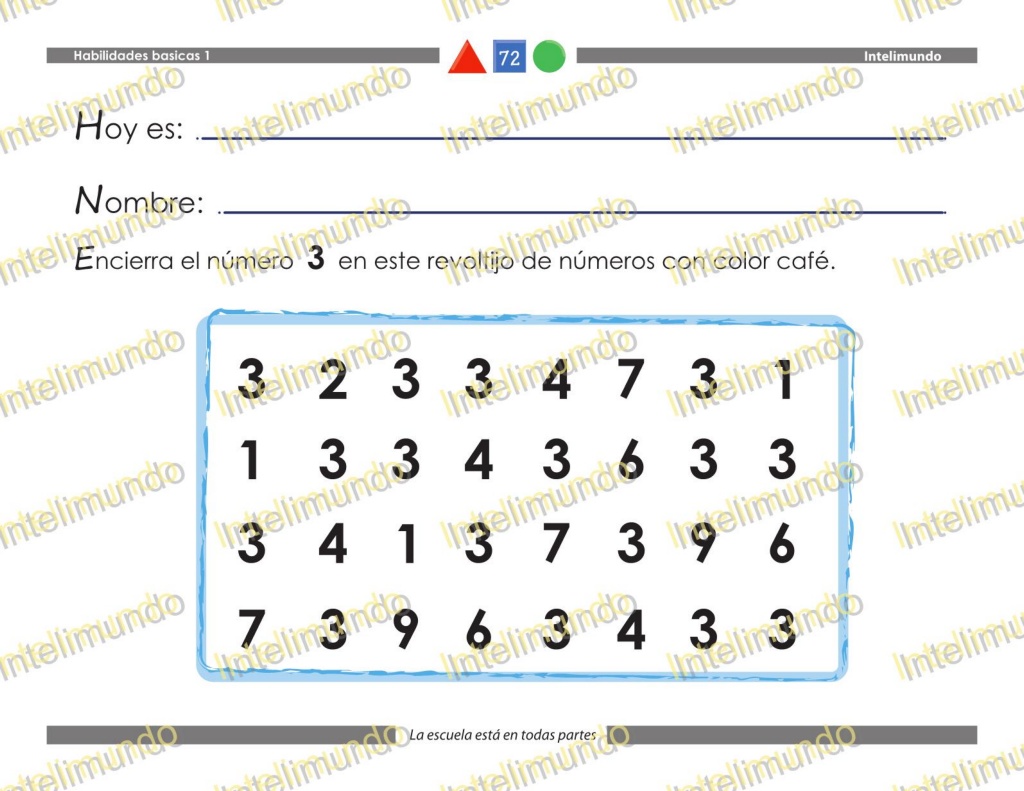 Habilidades basicas 1 72 Intelimundo
Hoy es:
Nombre:
Encierra el número 3 en este revoltijo de números con color café.
3 2 3 3 4 7 3 1
1 3 3 4 3 6 3 3
3 4 1 3 7 3 9 6
7 3 9 6 3 4 3 3
La escuela está en todas partes
Intelimundo